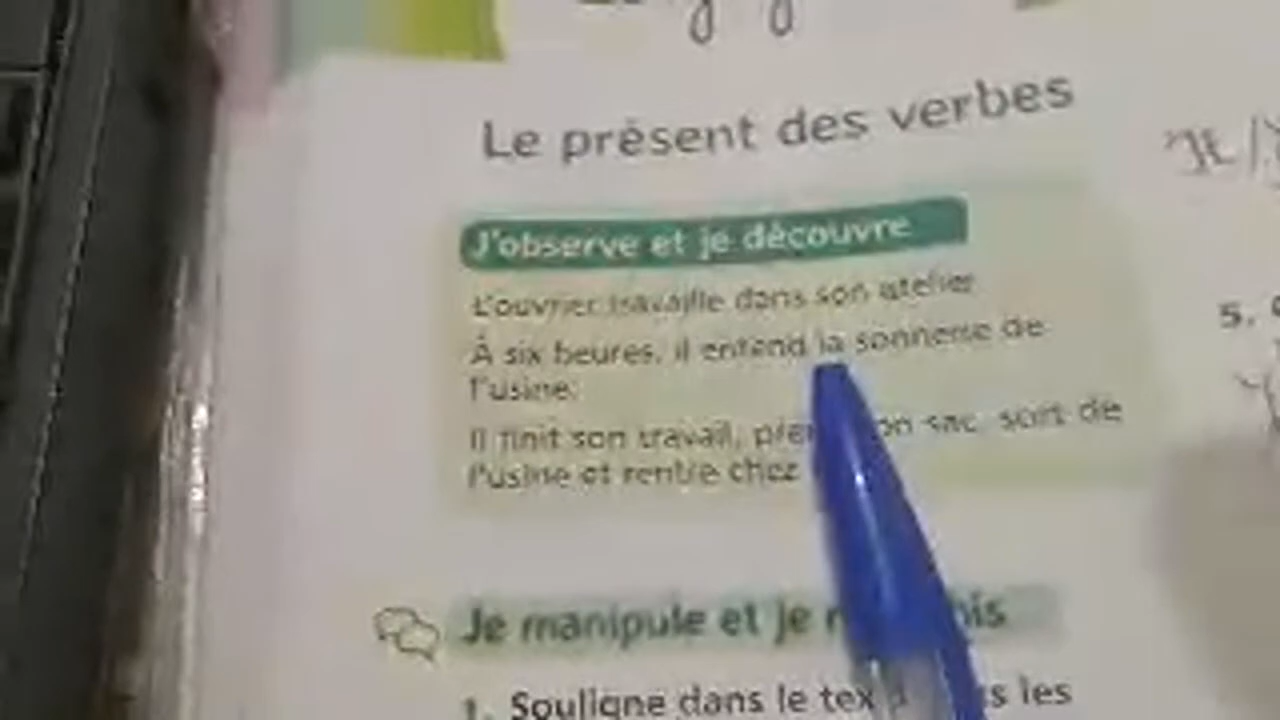 Le présent des verbes
J'observe et je découvre
L'ouvrier travaille dans son atelier
À six heures, il entend la sonnerie de
l'usine.
Il finit son travail, sac, sort de
l'usine et rentre chez
Je manipule et je
1. Souligne dans le les
5.